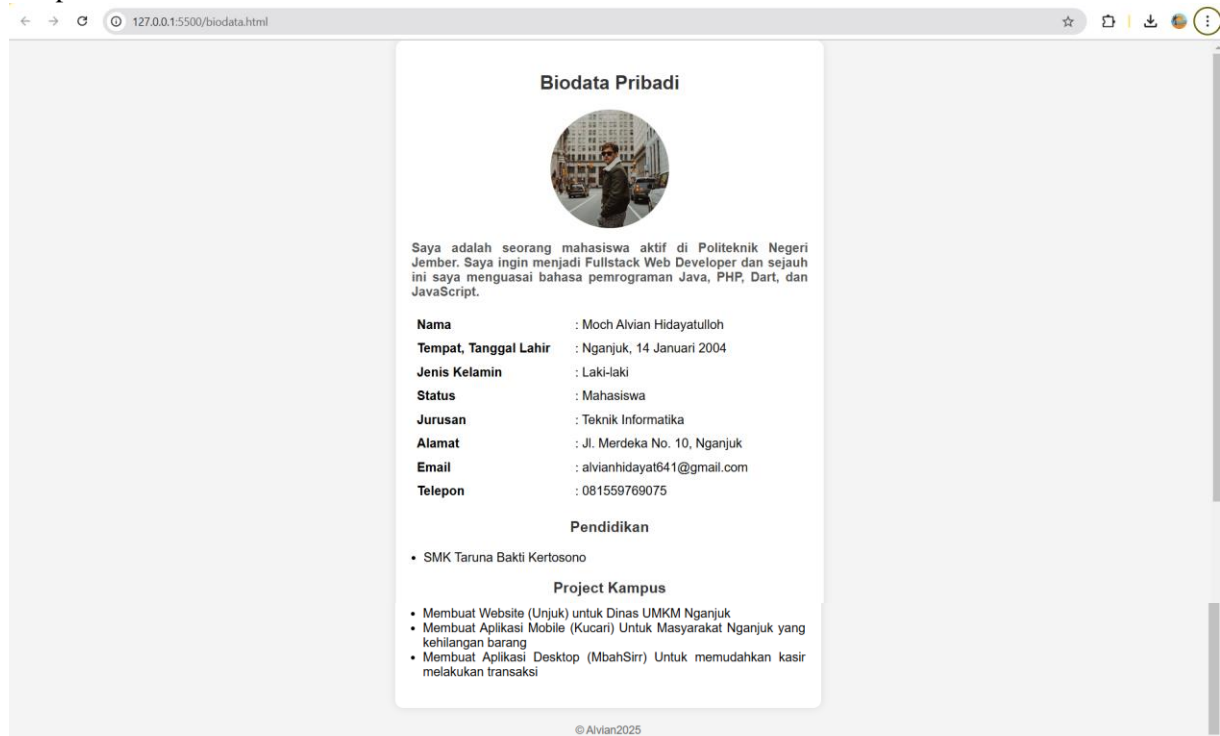 127.0.0.1:5500/biodata.html
Biodata Pribadi
Saya adalah seorang mahasiswa aktif di Politeknik Negeri
Jember. Saya ingin menjadi Fullstack Web Developer dan sejauh
ini saya menguasai bahasa pemrograman Java, PHP, Dart, dan
JavaScript.
Nama : Moch Alvian Hidayatulloh
Tempat, Tanggal Lahir : Nganjuk, 14 Januari 2004
Jenis Kelamin : Laki-laki
Status : Mahasiswa
Jurusan : Teknik Informatika
Alamat : Jl. Merdeka No. 10, Nganjuk
Email : alvianhidayat641@gmail.com
Telepon : 081559769075
Pendidikan
• SMK Taruna Bakti Kertosono
Project Kampus
• Membuat Website (Unjuk) untuk Dinas UMKM Nganjuk
• Membuat Aplikasi Mobile (Kucari) Untuk Masyarakat Nganjuk yang
kehilangan barang
• Membuat Aplikasi Desktop (MbahSirr) Untuk memudahkan kasir
melakukan transaksi
© Alvian2025